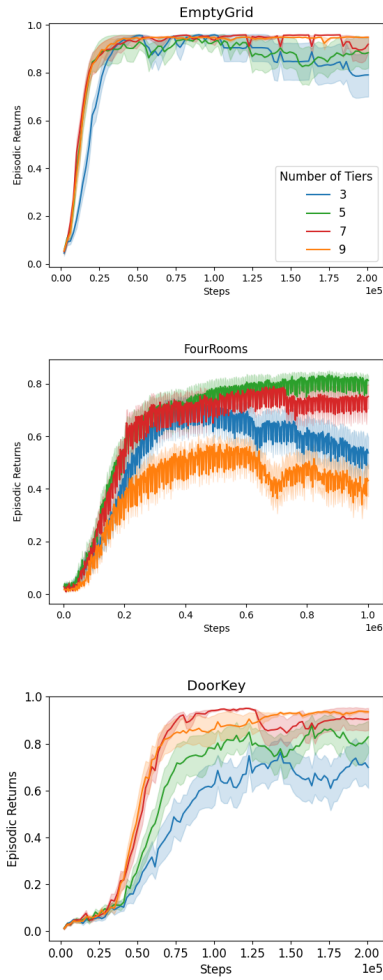 EmptyGrid
1.0
0.8
0.6
0.4
0.2
0.0
Episodic Returns
Number of Tiers
3
5
7
9
0.00 0.25 0.50 0.75 1.00 1.25 1.50 1.75 2.00
Steps
1e5
FourRooms
0.8
0.6
0.4
0.2
0.0
Episodic Returns
0.0 0.2 0.4 0.6 0.8 1.0
Steps
1e6
DoorKey
1.0
0.8
0.6
0.4
0.2
0.0
Episodic Returns
0.00 0.25 0.50 0.75 1.00 1.25 1.50 1.75 2.00
Steps
1e5